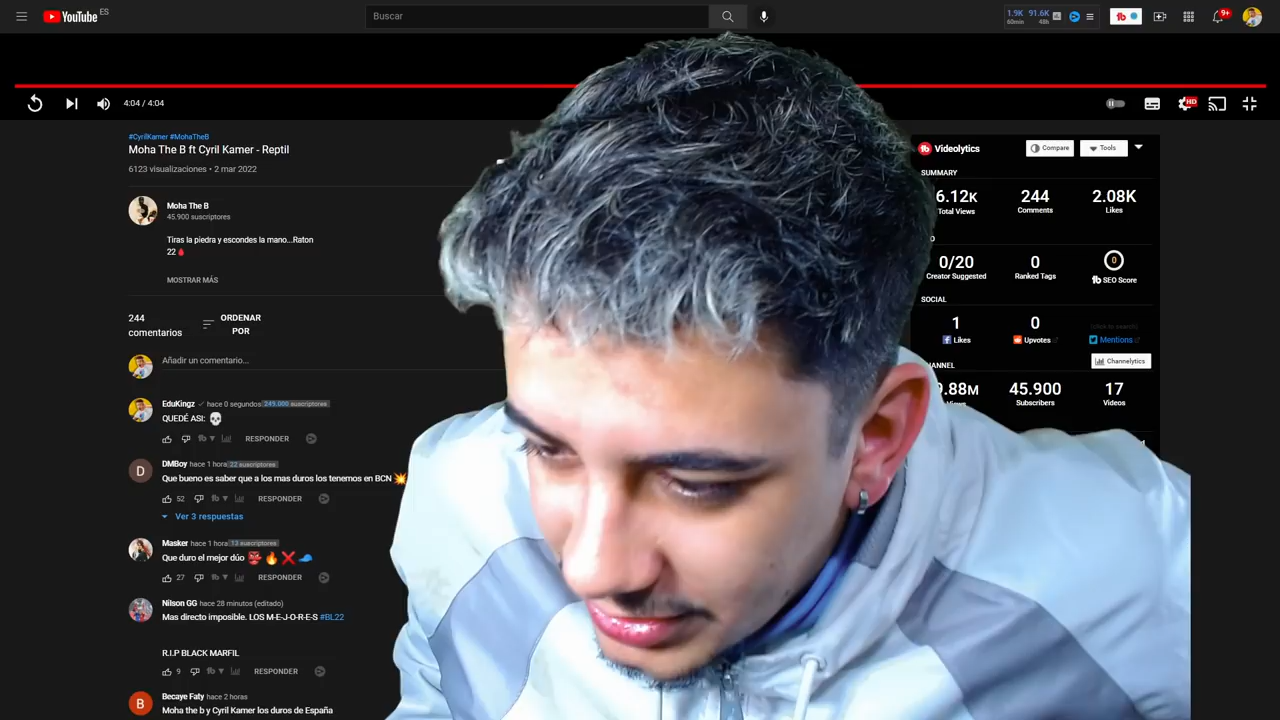 YouTube ES
Buscar
1.9K 91.6K
60min 48h
9+
4:04 / 4:04
HD
#CyrilKamer #MohaTheB
Moha The B ft Cyril Kamer - Reptil
6123 visualizaciones • 2 mar 2022
Moha The B
45.900 suscriptores
Tiras la piedra y escondes la mano...Raton
22🩸
MOSTRAR MÁS
244
comentarios
ORDENAR
POR
Añadir un comentario...
EduKingz hace 0 segundos 249.000 suscriptores
QUEDÉ ASI: 💀
RESPONDER
DMBoy hace 1 hora 22 suscriptores
Que bueno es saber que a los mas duros los tenemos en BCN 💥
52 RESPONDER
Ver 3 respuestas
Masker hace 1 hora 13 suscriptores
Que duro el mejor dúo 👺🔥❌🧢
27 RESPONDER
Nilson GG hace 28 minutos (editado)
Mas directo imposible. LOS M-E-J-O-R-E-S #BL22
R.I.P BLACK MARFIL
9 RESPONDER
B
Becaye Faty hace 2 horas
Moha the b y Cyril Kamer los duros de España
D
Videolytics
Compare
Tools
SUMMARY
6.12K 244 2.08K
Total Views Comments Likes
0/20 0 0
Creator Suggested Ranked Tags SEO Score
SOCIAL
1 0 (click to search)
Likes Upvotes Mentions
Channelytics
9.88M 45.900 17
Subscribers Videos